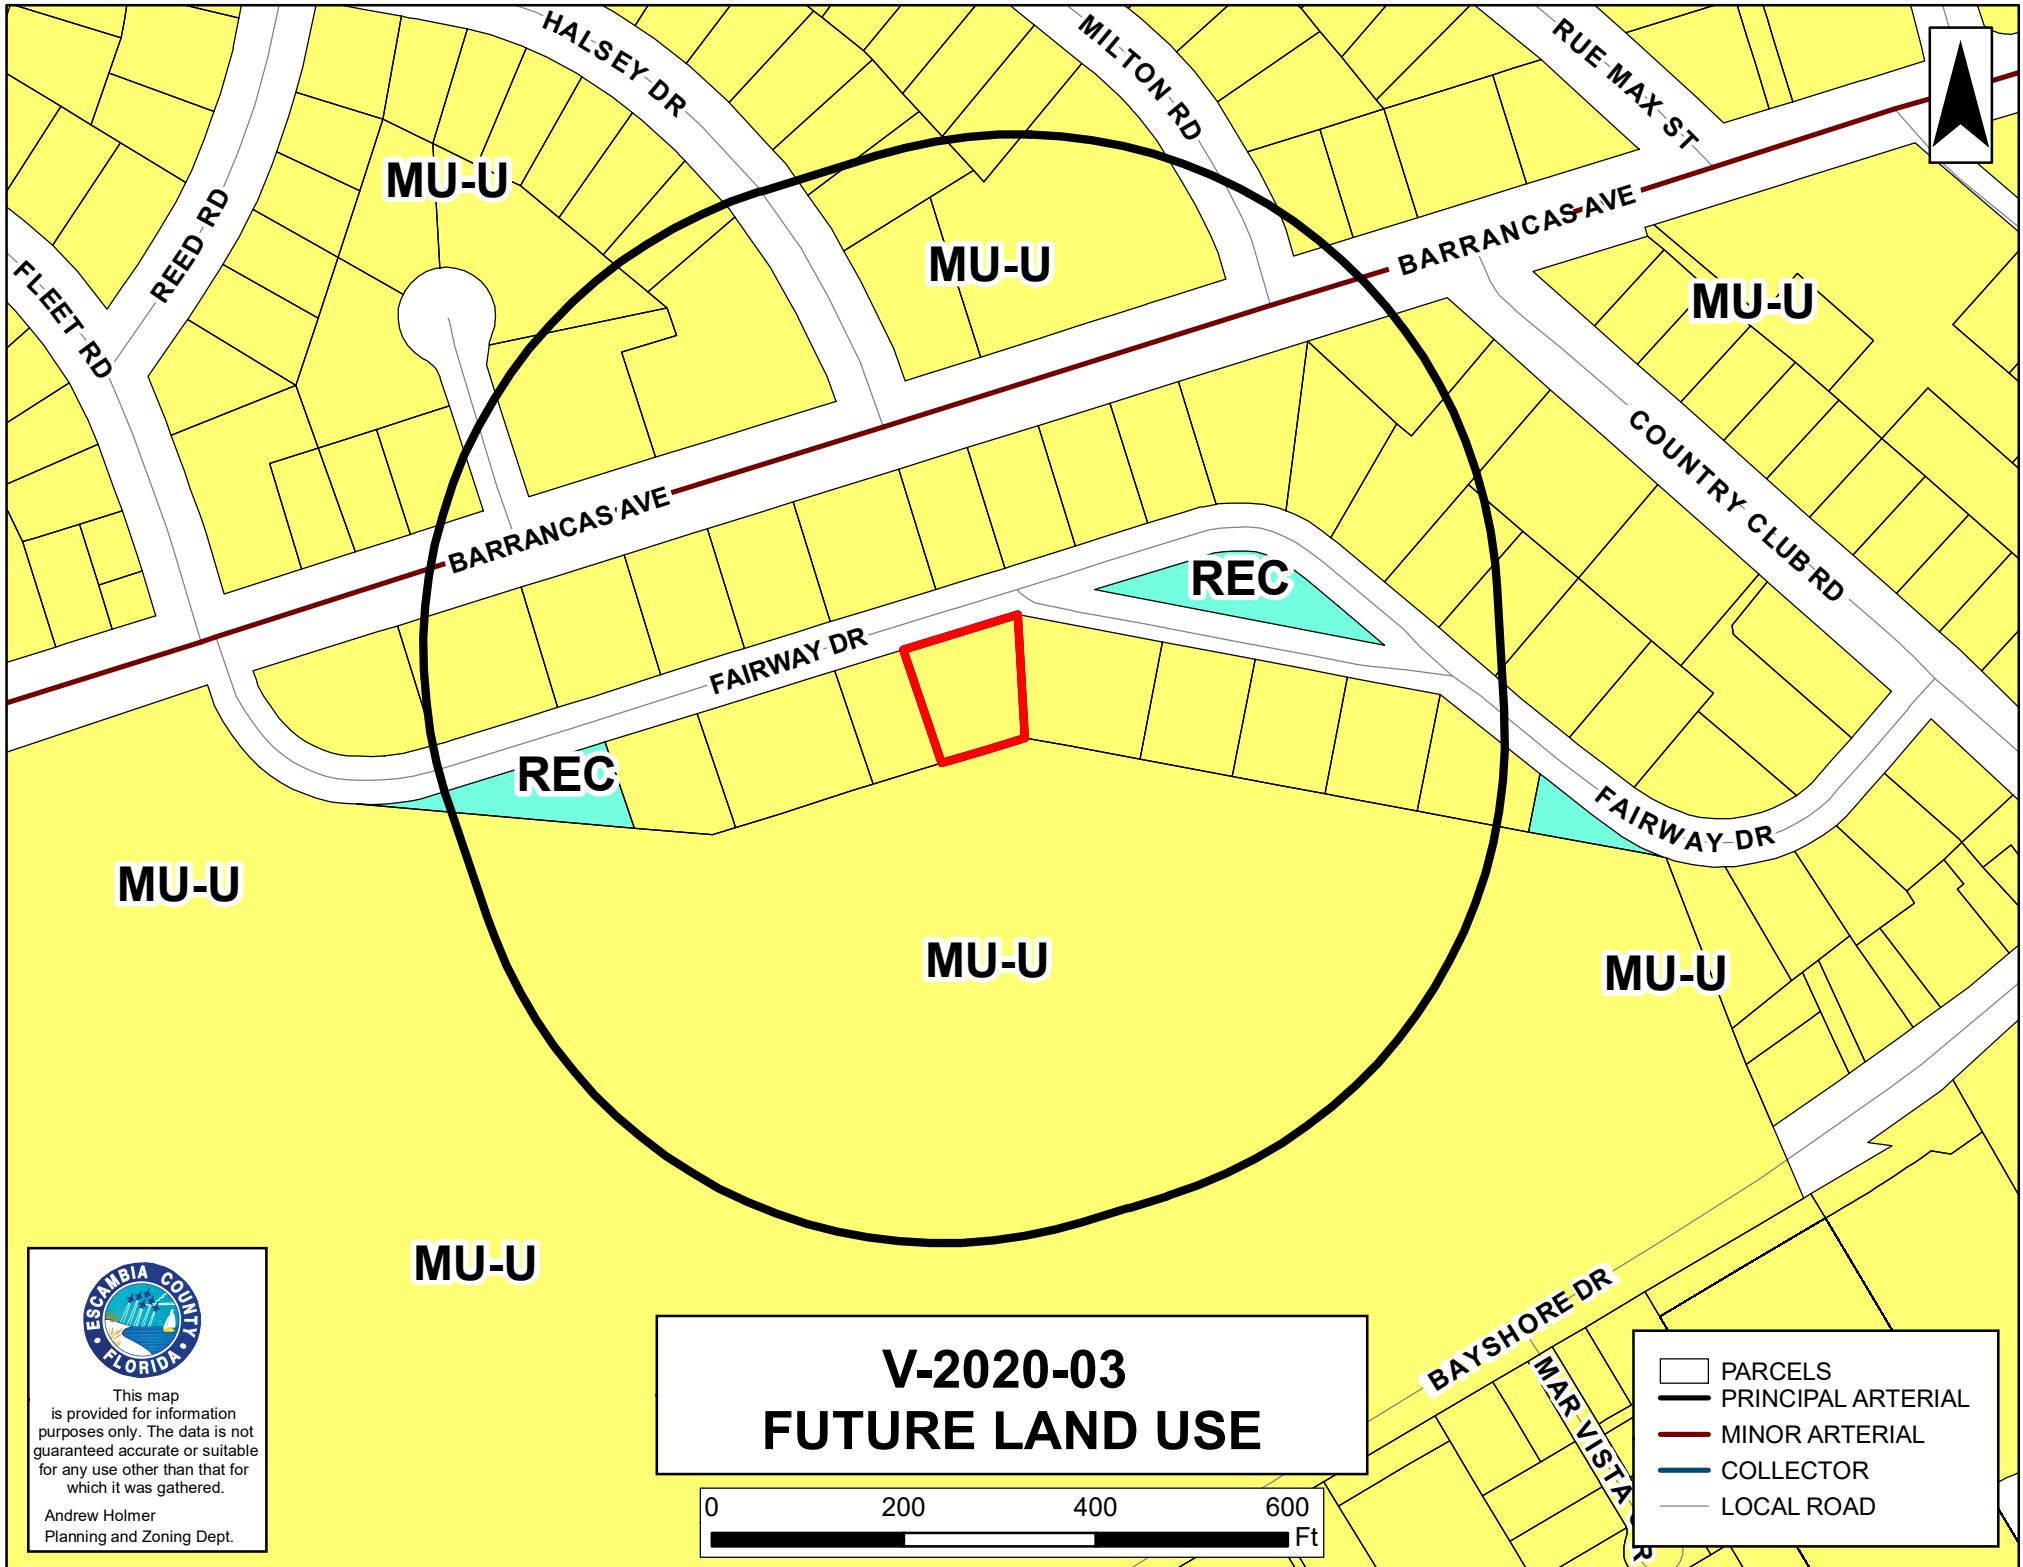 HALSEY DR
MILTON RD
RUE MAX ST
MU-U
REED RD
BARRANCAS AVE
MU-U
FLEET RD
MU-U
COUNTRY CLUB RD
BARRANCAS AVE
REC
FAIRWAY DR
REC
FAIRWAY DR
MU-U
MU-U
MU-U
MU-U
BAYSHORE DR
MAR VISTA
ESCAMBIA COUNTY
FLORIDA
This map
is provided for information
purposes only. The data is not
guaranteed accurate or suitable
for any use other than that for
which it was gathered.
Andrew Holmer
Planning and Zoning Dept.
V-2020-03
FUTURE LAND USE
0 200 400 600
Ft
PARCELS
PRINCIPAL ARTERIAL
MINOR ARTERIAL
COLLECTOR
LOCAL ROAD